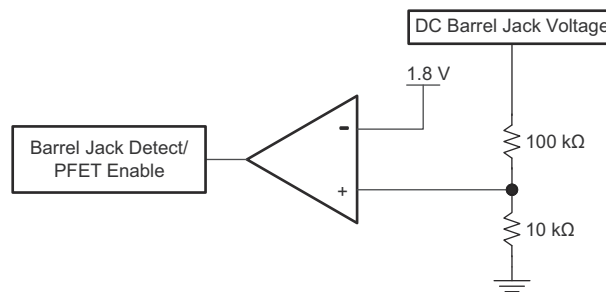 DC Barrel Jack Voltage
1.8 V
Barrel Jack Detect/
PFET Enable
-
+
100 kΩ
10 kΩ